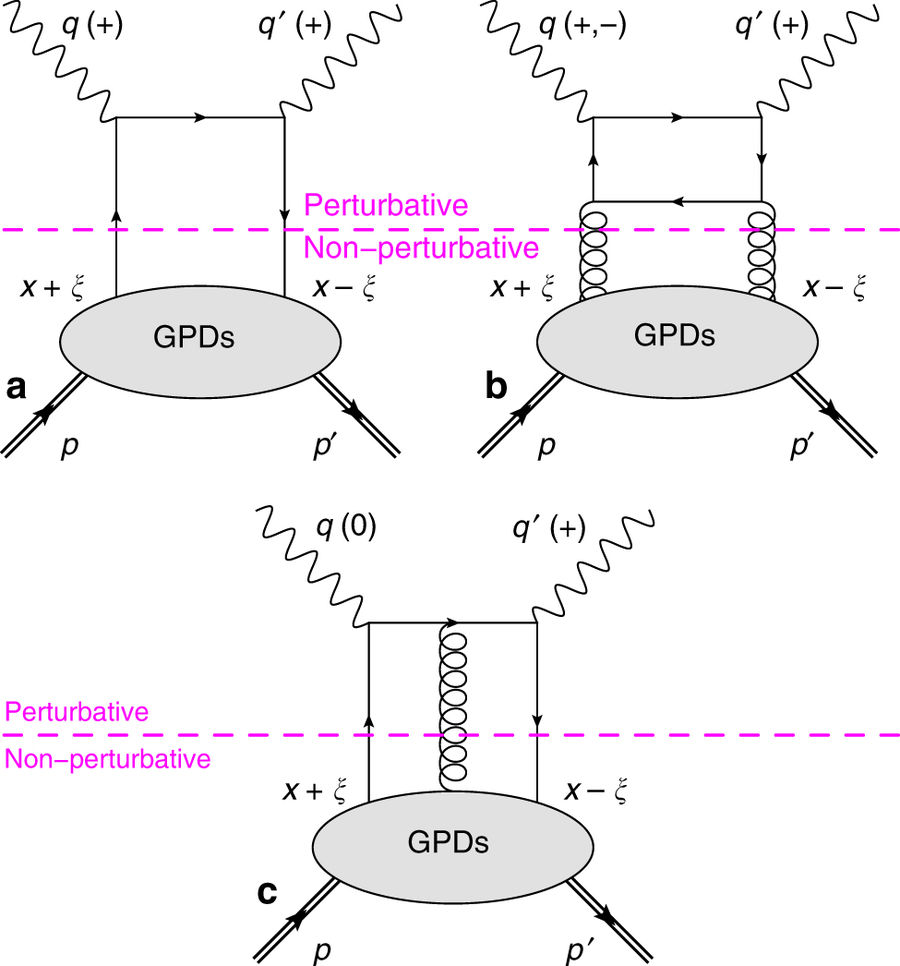 q (+) q′ (+)
q (+,−) q′ (+)
Perturbative
Non−perturbative
x + ξ x − ξ
x + ξ x − ξ
GPDs
GPDs
a
b
p p′
p p′
q (0) q′ (+)
Perturbative
Non−perturbative
x + ξ x − ξ
GPDs
c
p p′